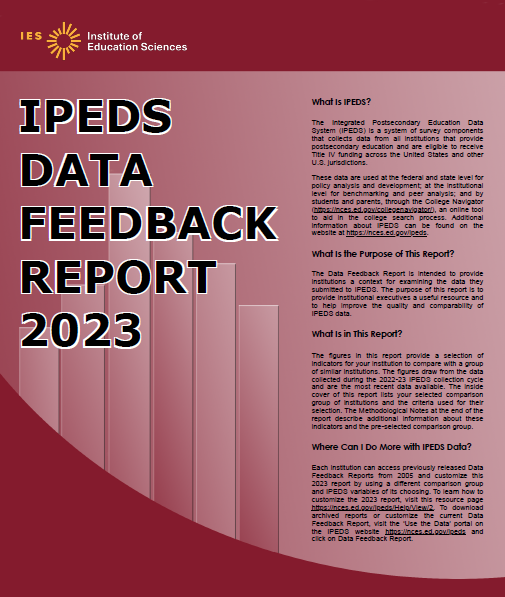 IES
Institute of
Education Sciences
IPEDS
DATA
FEEDBACK
REPORT
2023
What Is IPEDS?
The Integrated Postsecondary Education Data
System (IPEDS) is a system of survey components
that collects data from all institutions that provide
postsecondary education and are eligible to receive
Title IV funding across the United States and other
U.S. jurisdictions.
These data are used at the federal and state level for
policy analysis and development; at the institutional
level for benchmarking and peer analysis; and by
students and parents, through the College Navigator
(https://nces.ed.gov/collegenavigator/), an online tool
to aid in the college search process. Additional
information about IPEDS can be found on the
website at https://nces.ed.gov/ipeds.
What Is the Purpose of This Report?
The Data Feedback Report is intended to provide
institutions a context for examining the data they
submitted to IPEDS. The purpose of this report is to
provide institutional executives a useful resource and
to help improve the quality and comparability of
IPEDS data.
What Is in This Report?
The figures in this report provide a selection of
indicators for your institution to compare with a group
of similar institutions. The figures draw from the data
collected during the 2022-23 IPEDS collection cycle
and are the most recent data available. The inside
cover of this report lists your selected comparison
group of institutions and the criteria used for their
selection. The Methodological Notes at the end of the
report describe additional information about these
indicators and the pre-selected comparison group.
Where Can I Do More with IPEDS Data?
Each institution can access previously released Data
Feedback Reports from 2005 and customize this
2023 report by using a different comparison group
and IPEDS variables of its choosing. To learn how to
customize the 2023 report, visit this resource page
https://nces.ed.gov/Ipeds/Help/View/2. To download
archived reports or customize the current Data
Feedback Report, visit the 'Use the Data' portal on
the IPEDS website https://nces.ed.gov/ipeds and
click on Data Feedback Report.